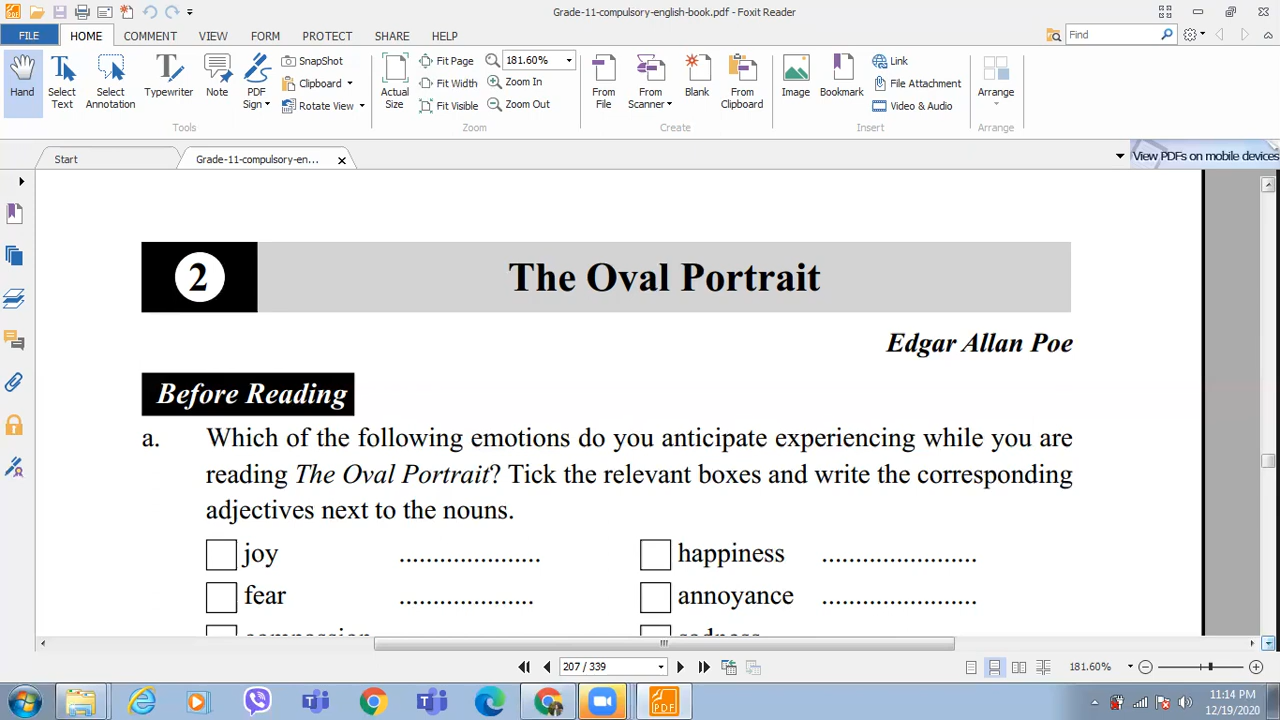 Grade-11-compulsory-english-book.pdf - Foxit Reader
FILE HOME COMMENT VIEW FORM PROTECT SHARE HELP Find
Hand Select Text Select Annotation Typewriter Note PDF Sign SnapShot Clipboard Rotate View
Actual Size Fit Page Fit Width Fit Visible 181.60% Zoom In Zoom Out
From File From Scanner Blank From Clipboard
Image Bookmark Link File Attachment Video & Audio Arrange
Tools Zoom Create Insert Arrange
Start Grade-11-compulsory-en... View PDFs on mobile devices
2 The Oval Portrait
Edgar Allan Poe
Before Reading
a. Which of the following emotions do you anticipate experiencing while you are
reading The Oval Portrait? Tick the relevant boxes and write the corresponding
adjectives next to the nouns.
joy .................... happiness ......................
fear ................... annoyance ......................
compassion sadness
207 / 339 181.60%
PDF 11:14 PM
12/19/2020